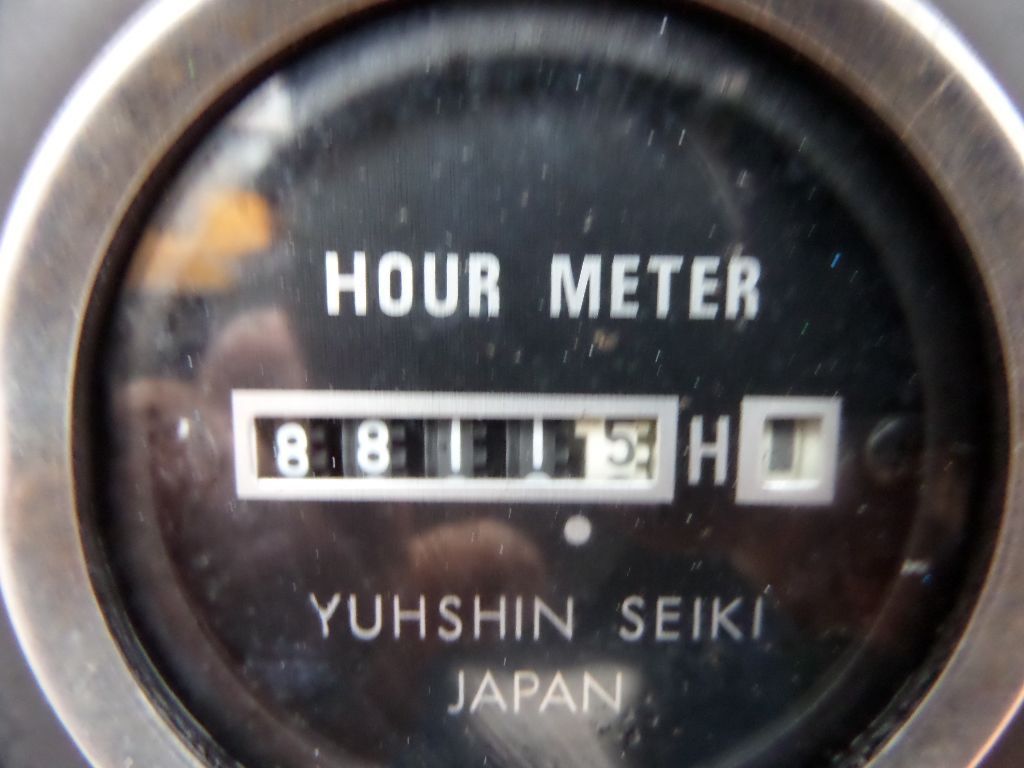 HOUR METER
88115 H
YUHSHIN SEIKI
JAPAN